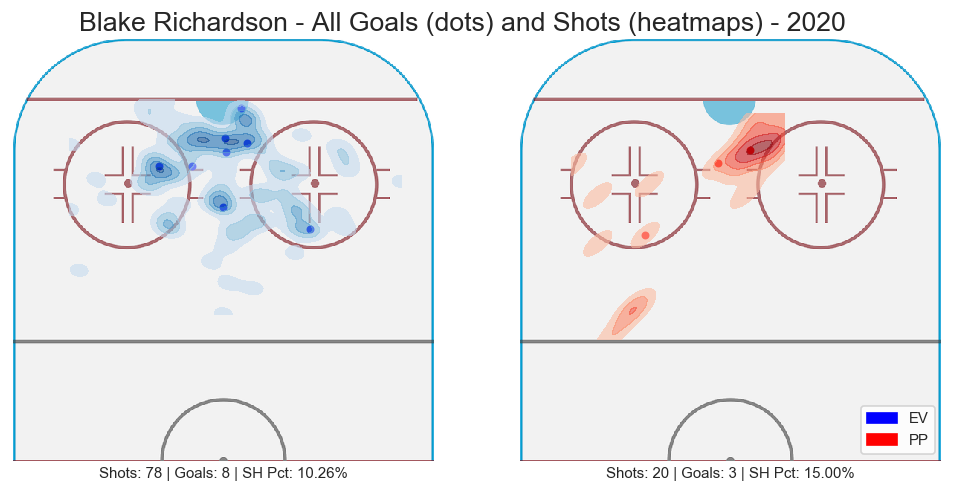 Blake Richardson - All Goals (dots) and Shots (heatmaps) - 2020
EV
PP
Shots: 78 | Goals: 8 | SH Pct: 10.26%
Shots: 20 | Goals: 3 | SH Pct: 15.00%